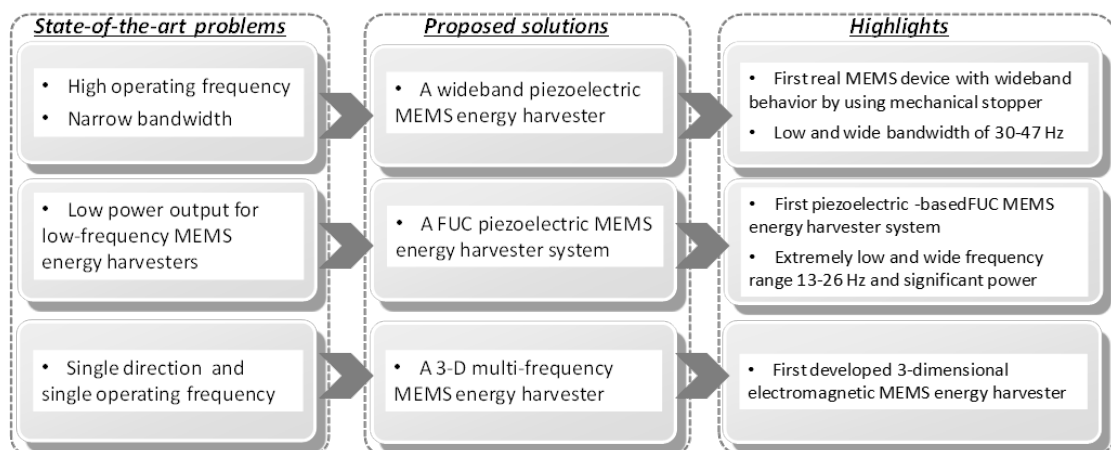 State-of-the-art problems
• High operating frequency
• Narrow bandwidth
• Low power output for
low-frequency MEMS
energy harvesters
• Single direction and
single operating frequency
Proposed solutions
• A wideband piezoelectric
MEMS energy harvester
• A FUC piezoelectric MEMS
energy harvester system
• A 3-D multi-frequency
MEMS energy harvester
Highlights
• First real MEMS device with wideband
behavior by using mechanical stopper
• Low and wide bandwidth of 30-47 Hz
• First piezoelectric -basedFUC MEMS
energy harvester system
• Extremely low and wide frequency
range 13-26 Hz and significant power
• First developed 3-dimensional
electromagnetic MEMS energy harvester